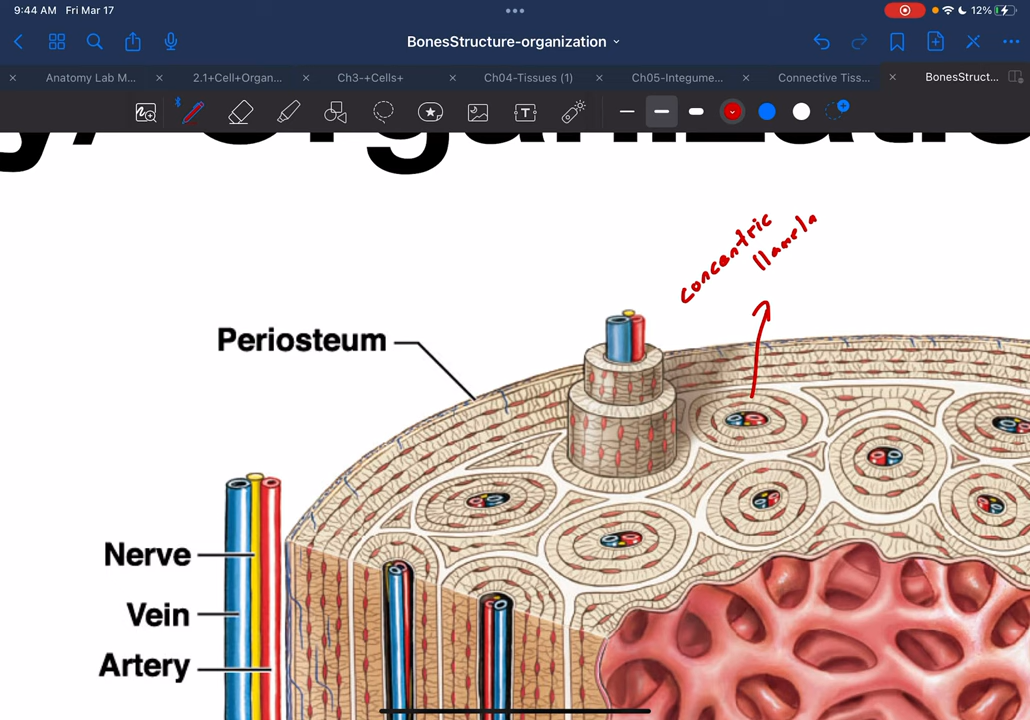 9:44 AM Fri Mar 17
12%
BonesStructure-organization
Anatomy Lab M...
2.1+Cell+Organ...
Ch3-+Cells+
Ch04-Tissues (1)
Ch05-Integume...
Connective Tiss...
BonesStruct...
T
concentric
llamela
Periosteum
Nerve
Vein
Artery